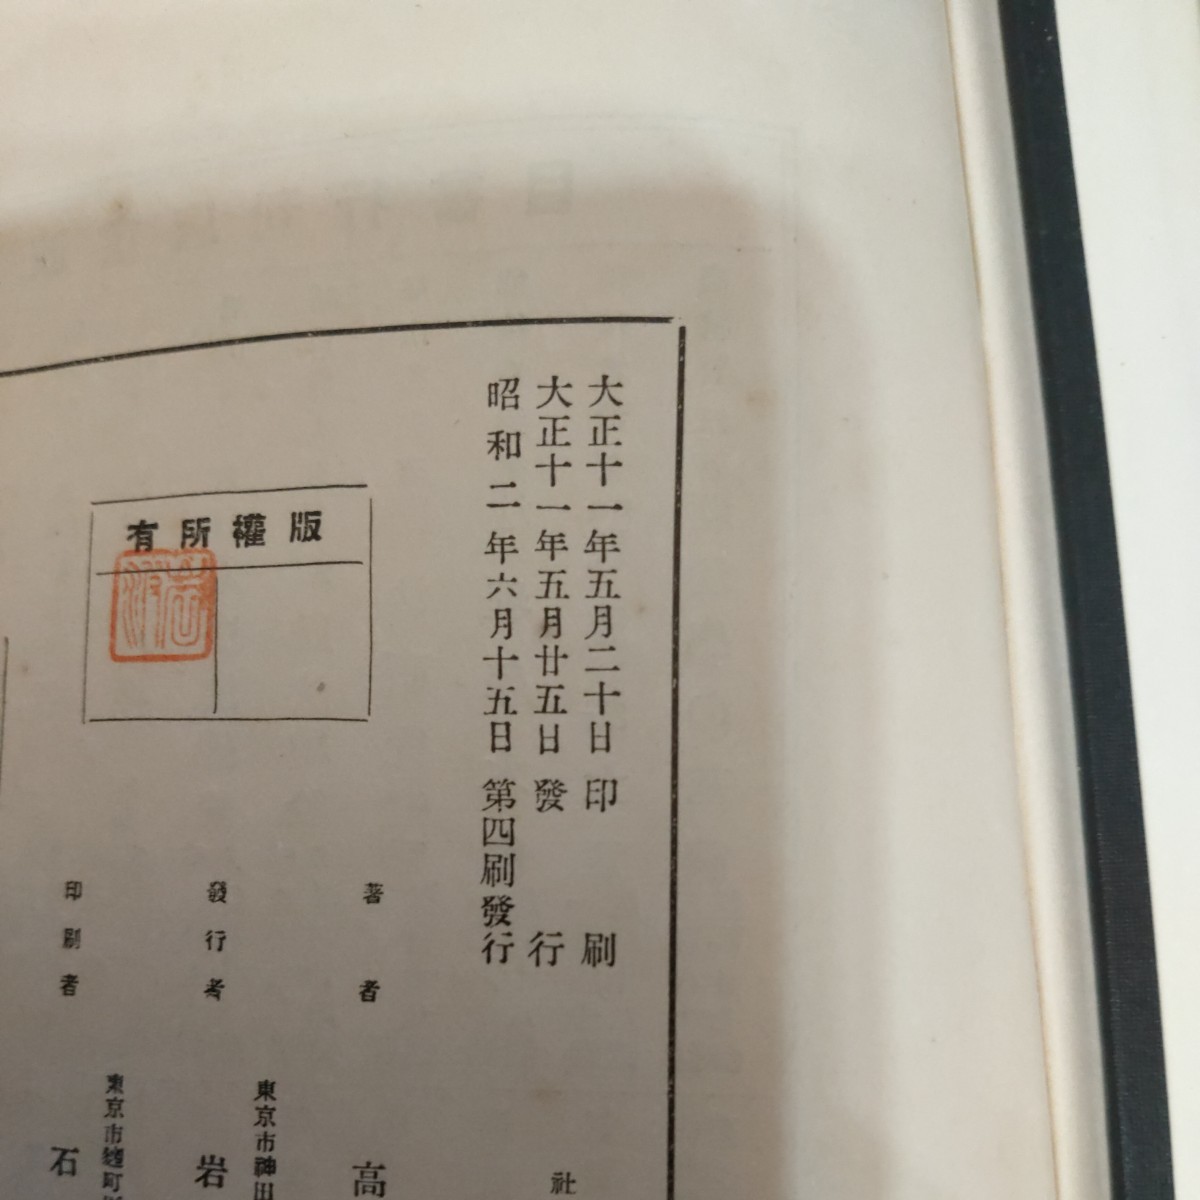 大正十一年五月二十日印刷
大正十一年五月廿五日發行
昭和二年六月十五日第四刷發行
社
著者
高
發行者
東京市神田
岩
印刷者
東京市麴町
石
有所權版
岩波